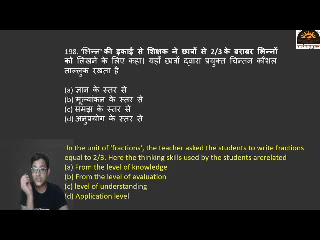 198. 'भिन्न' की इकाई से शिक्षक ने छात्रों से 2/3 के बराबर भिन्नों
को लिखने के लिए कहा। यहाँ छात्रों द्वारा प्रयुक्त चिन्तन कौशल
ताल्लुक रखता है
(a) ज्ञान के स्तर से
(b) मूल्यांकन के स्तर से
(c) समझ के स्तर से
(d) अनुप्रयोग के स्तर से
In the unit of 'fractions', the teacher asked the students to write fractions
equal to 2/3. Here the thinking skills used by the students arerelated
(a) From the level of knowledge
(b) From the level of evaluation
(c) level of understanding
(d) Application level